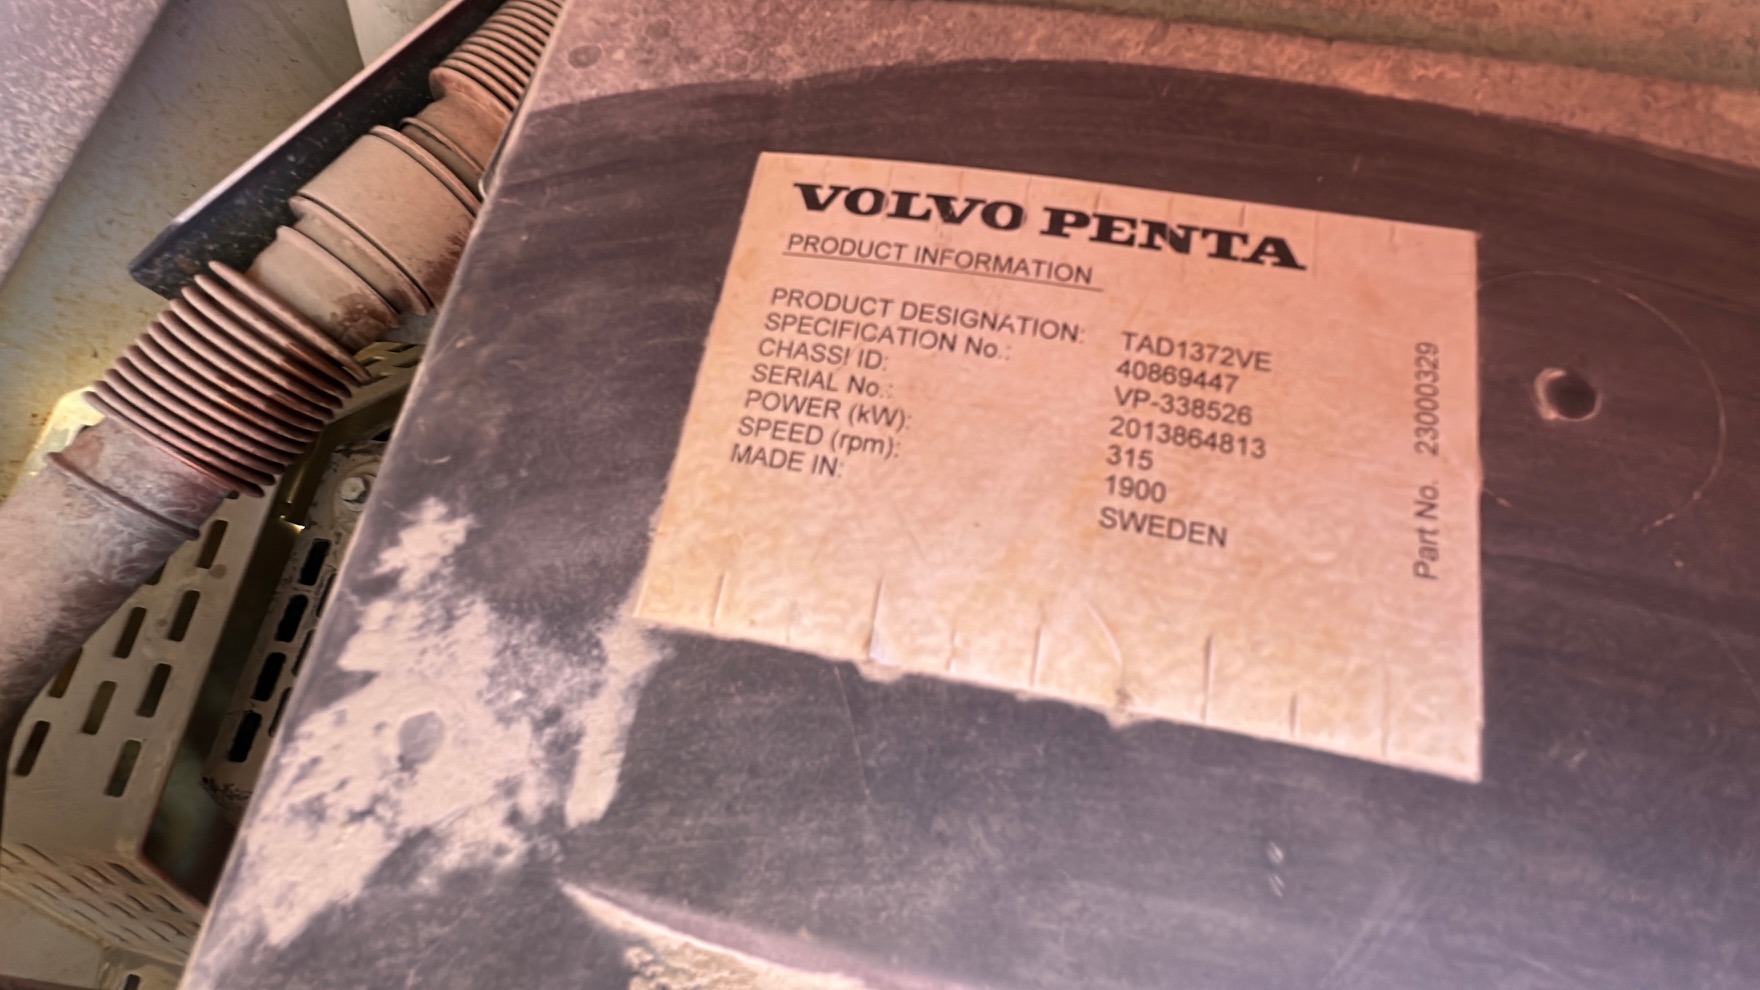 VOLVO PENTA
PRODUCT INFORMATION
PRODUCT DESIGNATION: TAD1372VE
SPECIFICATION No.: 40869447
CHASSI ID: VP-338526
SERIAL No.: 2013864813
POWER (kW): 315
SPEED (rpm): 1900
MADE IN: SWEDEN
Part No. 23000329